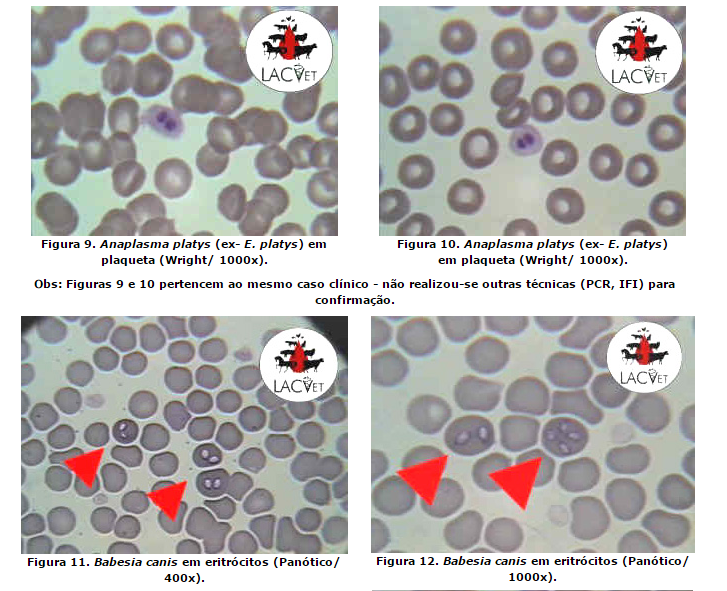 LACVET
LACVET
Figura 9. Anaplasma platys (ex- E. platys) em
plaqueta (Wright/ 1000x).
Figura 10. Anaplasma platys (ex- E. platys)
em plaqueta (Wright/ 1000x).
Obs: Figuras 9 e 10 pertencem ao mesmo caso clínico - não realizou-se outras técnicas (PCR, IFI) para
confirmação.
LACVET
LACVET
Figura 11. Babesia canis em eritrócitos (Panótico/
400x).
Figura 12. Babesia canis em eritrócitos (Panótico/
1000x).